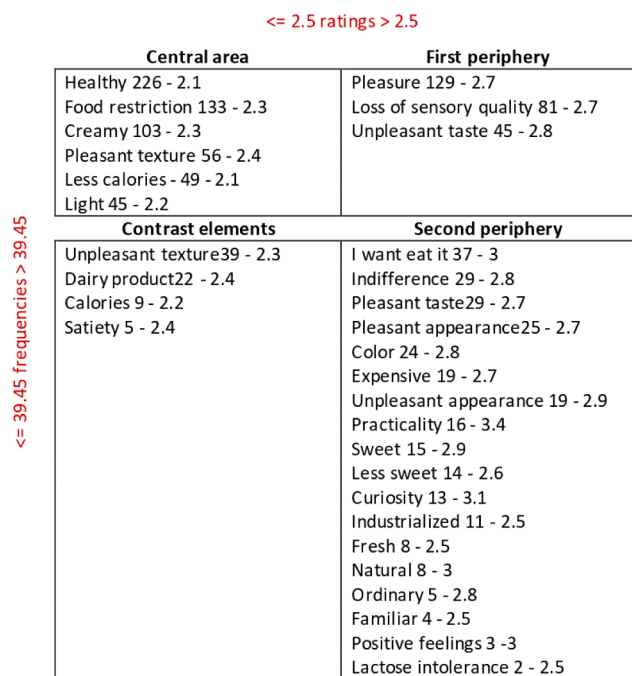 <= 2.5 ratings > 2.5
Central area
First periphery
Healthy 226 - 2.1
Food restriction 133 - 2.3
Creamy 103 - 2.3
Pleasant texture 56 - 2.4
Less calories - 49 - 2.1
Light 45 - 2.2
Pleasure 129 - 2.7
Loss of sensory quality 81 - 2.7
Unpleasant taste 45 - 2.8
<= 39.45 frequencies > 39.45
Contrast elements
Second periphery
Unpleasant texture39 - 2.3
Dairy product22 - 2.4
Calories 9 - 2.2
Satiety 5 - 2.4
I want eat it 37 - 3
Indifference 29 - 2.8
Pleasant taste29 - 2.7
Pleasant appearance25 - 2.7
Color 24 - 2.8
Expensive 19 - 2.7
Unpleasant appearance 19 - 2.9
Practicality 16 - 3.4
Sweet 15 - 2.9
Less sweet 14 - 2.6
Curiosity 13 - 3.1
Industrialized 11 - 2.5
Fresh 8 - 2.5
Natural 8 - 3
Ordinary 5 - 2.8
Familiar 4 - 2.5
Positive feelings 3 -3
Lactose intolerance 2 - 2.5